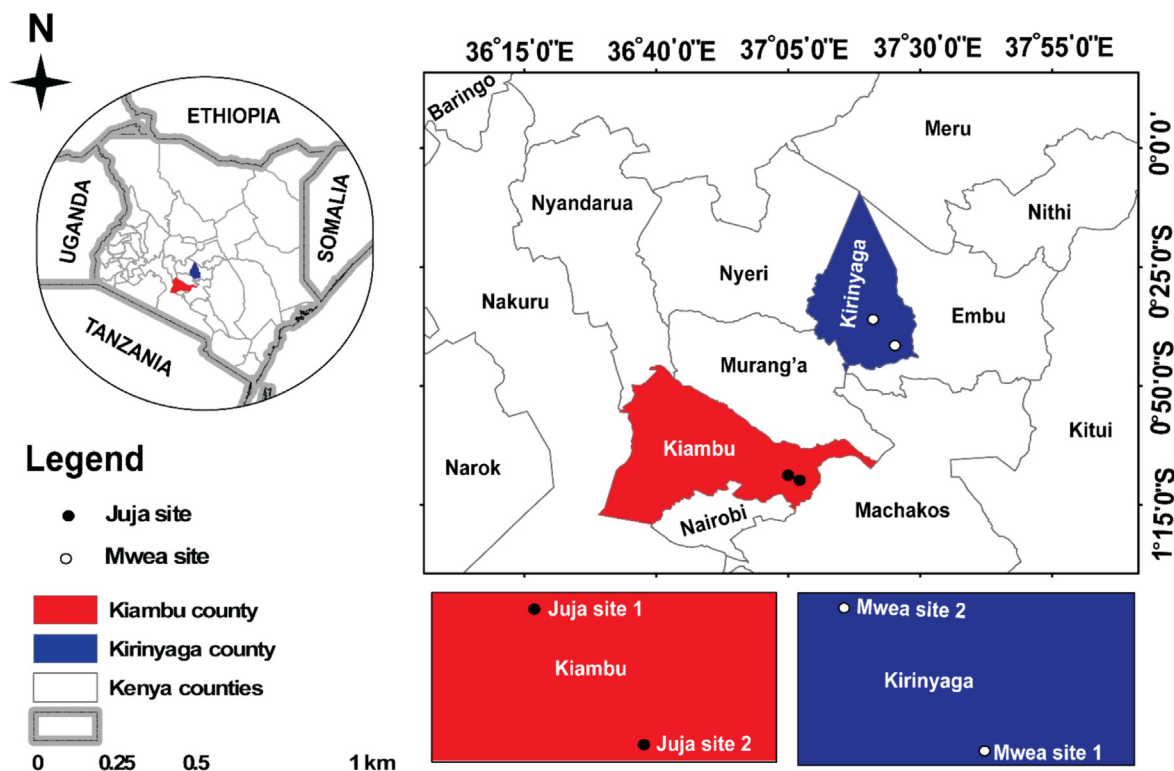 N
ETHIOPIA
UGANDA
SOMALIA
TANZANIA
36°15'0"E 36°40'0"E 37°05'0"E 37°30'0"E 37°55'0"E
Baringo
Meru
Nyandarua
Nithi
Nyeri
Kirinyaga
Nakuru
Embu
Murang'a
Kitui
Kiambu
Narok
Nairobi
Machakos
0°0'0'
0°25'0"S
0°50'0"S
1°15'0"S
Legend
Juja site
Mwea site
Kiambu county
Kirinyaga county
Kenya counties
0 0.25 0.5 1 km
Juja site 1
Kiambu
Juja site 2
Mwea site 2
Kirinyaga
Mwea site 1